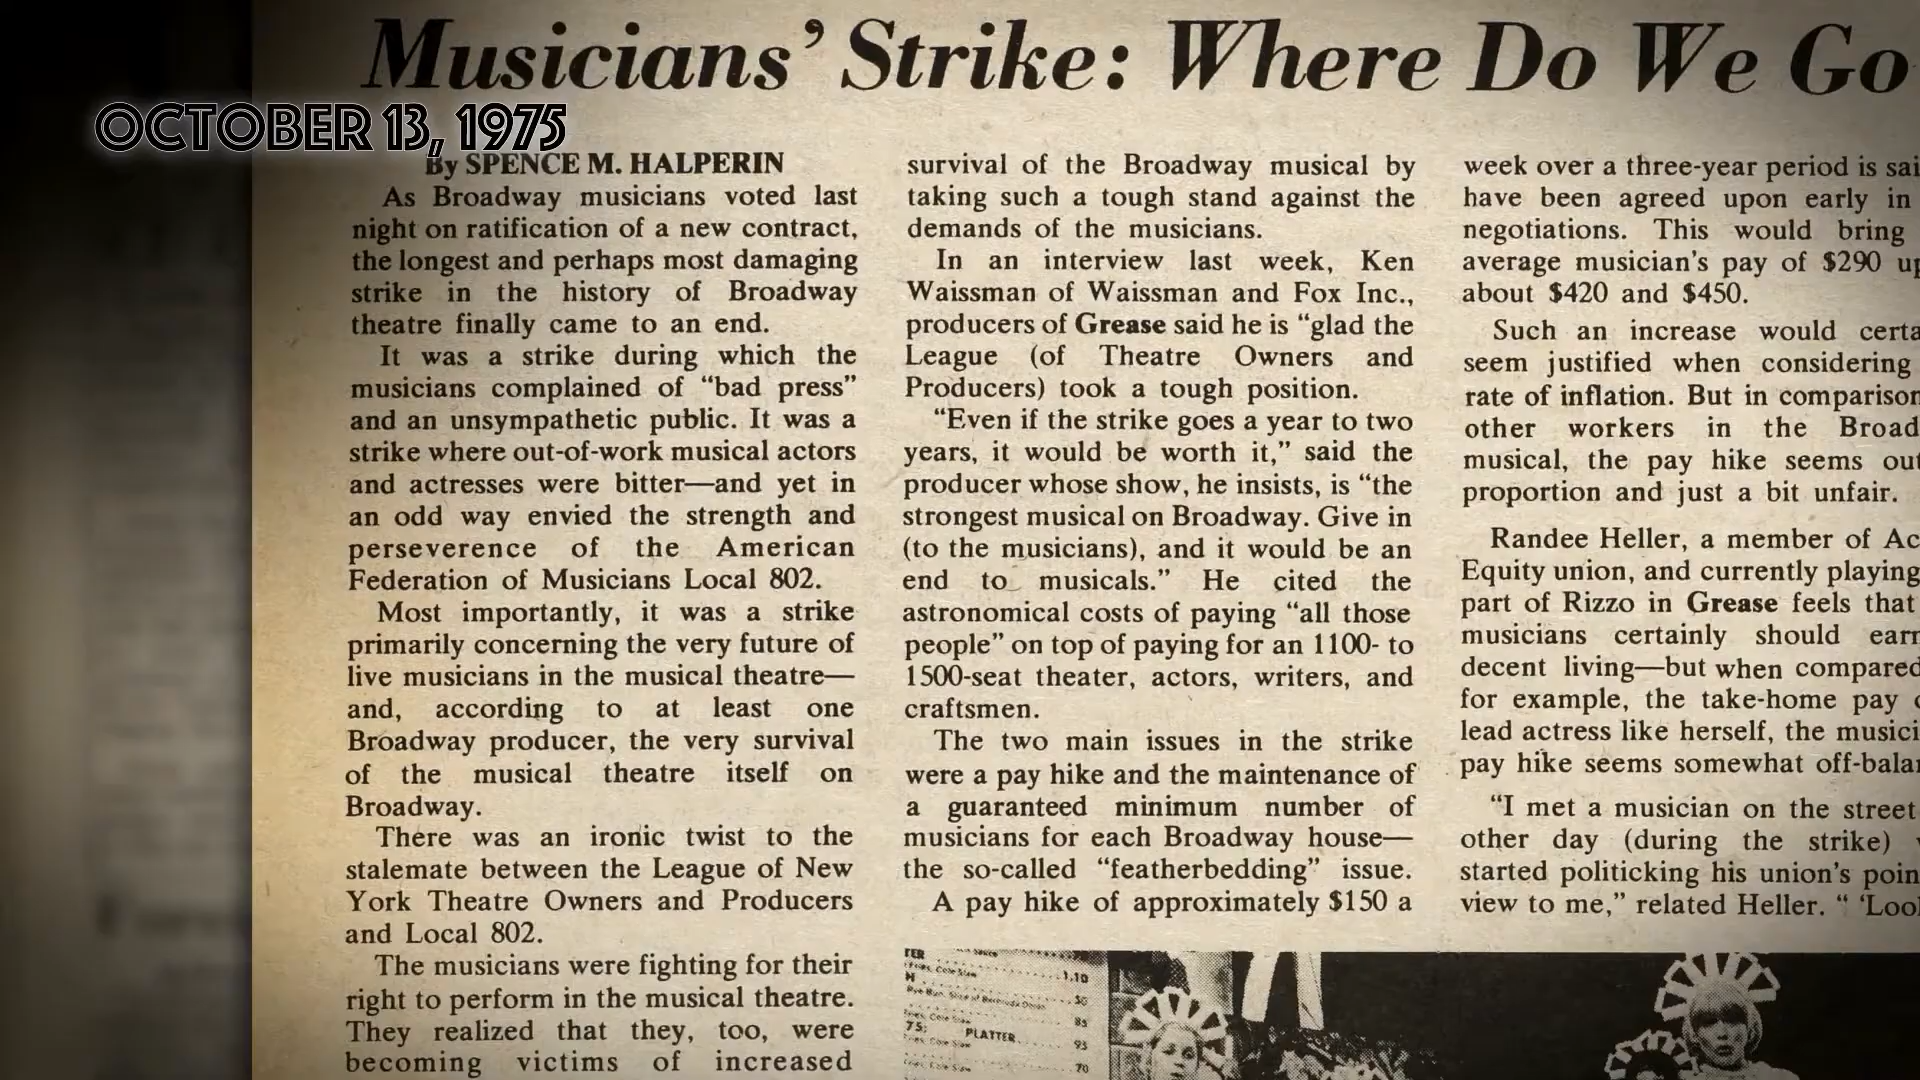 Musicians' Strike: Where Do We Go
OCTOBER 13, 1975
By SPENCE M. HALPERIN
As Broadway musicians voted last
night on ratification of a new contract,
the longest and perhaps most damaging
strike in the history of Broadway
theatre finally came to an end.
It was a strike during which the
musicians complained of “bad press”
and an unsympathetic public. It was a
strike where out-of-work musical actors
and actresses were bitter—and yet in
an odd way envied the strength and
perseverence of the American
Federation of Musicians Local 802.
Most importantly, it was a strike
primarily concerning the very future of
live musicians in the musical theatre—
and, according to at least one
Broadway producer, the very survival
of the musical theatre itself on
Broadway.
There was an ironic twist to the
stalemate between the League of New
York Theatre Owners and Producers
and Local 802.
The musicians were fighting for their
right to perform in the musical theatre.
They realized that they, too, were
becoming victims of increased
survival of the Broadway musical by
taking such a tough stand against the
demands of the musicians.
In an interview last week, Ken
Waissman of Waissman and Fox Inc.,
producers of Grease said he is “glad the
League (of Theatre Owners and
Producers) took a tough position.
“Even if the strike goes a year to two
years, it would be worth it,” said the
producer whose show, he insists, is “the
strongest musical on Broadway. Give in
(to the musicians), and it would be an
end to musicals.” He cited the
astronomical costs of paying “all those
people” on top of paying for an 1100- to
1500-seat theater, actors, writers, and
craftsmen.
The two main issues in the strike
were a pay hike and the maintenance of
a guaranteed minimum number of
musicians for each Broadway house—
the so-called “featherbedding” issue.
A pay hike of approximately $150 a
week over a three-year period is sai
have been agreed upon early in
negotiations. This would bring
average musician's pay of $290 up
about $420 and $450.
Such an increase would certa
seem justified when considering
rate of inflation. But in comparison
other workers in the Broad
musical, the pay hike seems out
proportion and just a bit unfair.
Randee Heller, a member of Ac
Equity union, and currently playing
part of Rizzo in Grease feels that
musicians certainly should earn
decent living—but when compared
for example, the take-home pay
lead actress like herself, the musici
pay hike seems somewhat off-balan
“I met a musician on the street
other day (during the strike)
started politicking his union's poin
view to me,” related Heller. “ ‘Loo
TER
1.10
85
75
PLATTER
95
70